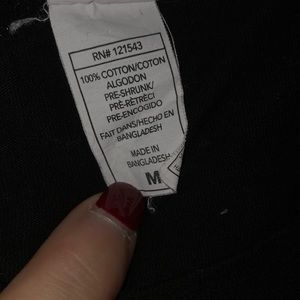 RN# 121543
100% COTTON/COTON
ALGODON
PRE-SHRUNK/
PRÉ-RÉTRÉCI
PRE-ENCOGIDO
FAIT DANS/HECHO EN
BANGLADESH
MADE IN
BANGLADESH
M